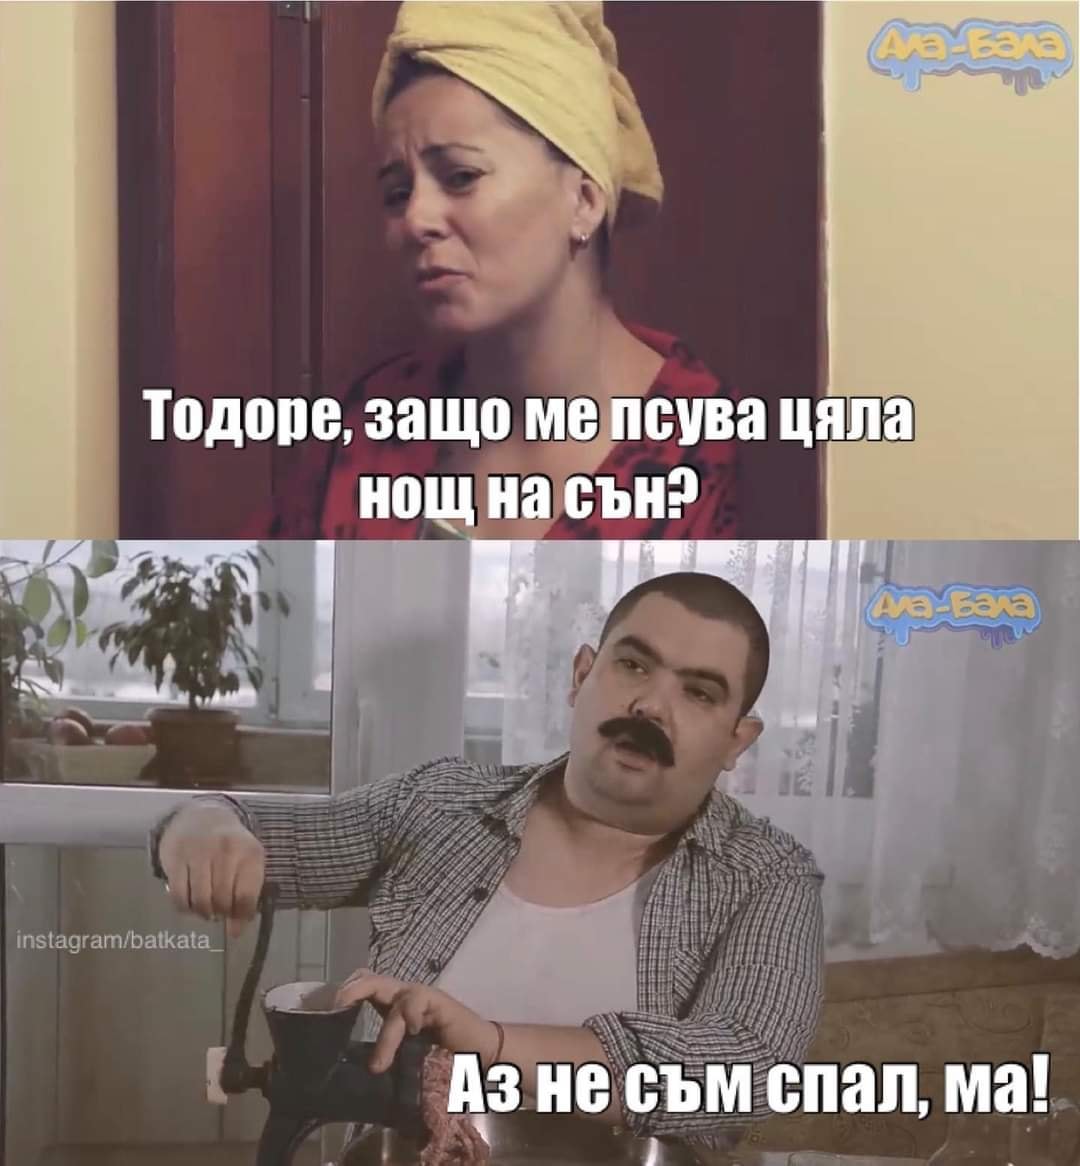 Ала-Бала
Тодоре, защо ме псува цяла
нощ на сън?
Ала-Бала
instagram/batkata_
Аз не съм спал, ма!